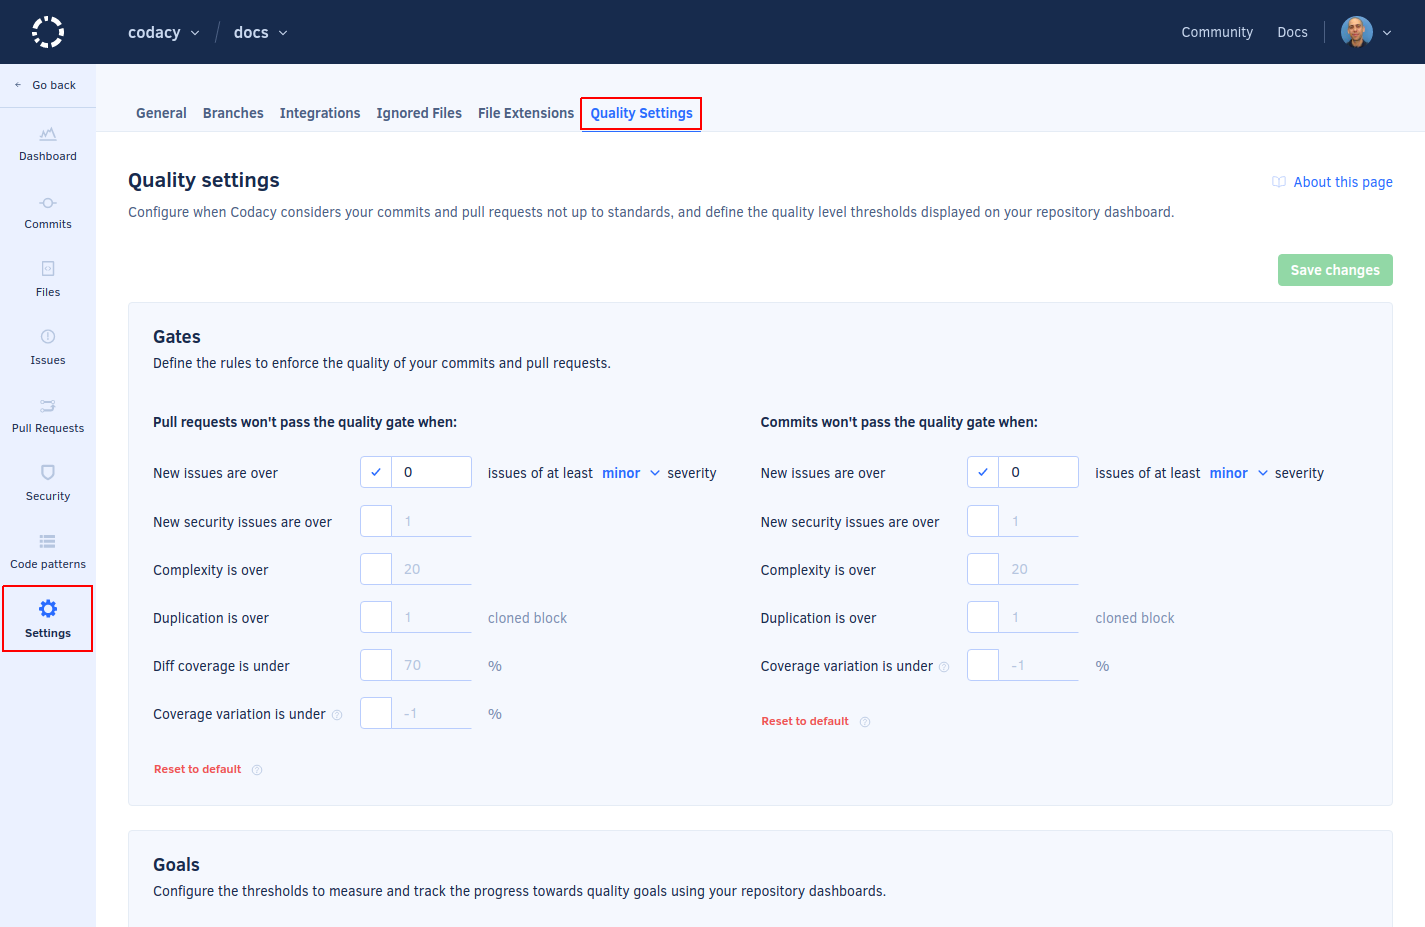 codacy / docs Community Docs
Go back
General Branches Integrations Ignored Files File Extensions Quality Settings
Dashboard
Commits
Files
Issues
Pull Requests
Security
Code patterns
Settings
Quality settings
About this page
Configure when Codacy considers your commits and pull requests not up to standards, and define the quality level thresholds displayed on your repository dashboard.
Save changes
Gates
Define the rules to enforce the quality of your commits and pull requests.
Pull requests won't pass the quality gate when:
New issues are over 0 issues of at least minor severity
New security issues are over 1
Complexity is over 20
Duplication is over 1 cloned block
Diff coverage is under 70 %
Coverage variation is under ? -1 %
Reset to default ?
Commits won't pass the quality gate when:
New issues are over 0 issues of at least minor severity
New security issues are over 1
Complexity is over 20
Duplication is over 1 cloned block
Coverage variation is under ? -1 %
Reset to default ?
Goals
Configure the thresholds to measure and track the progress towards quality goals using your repository dashboards.